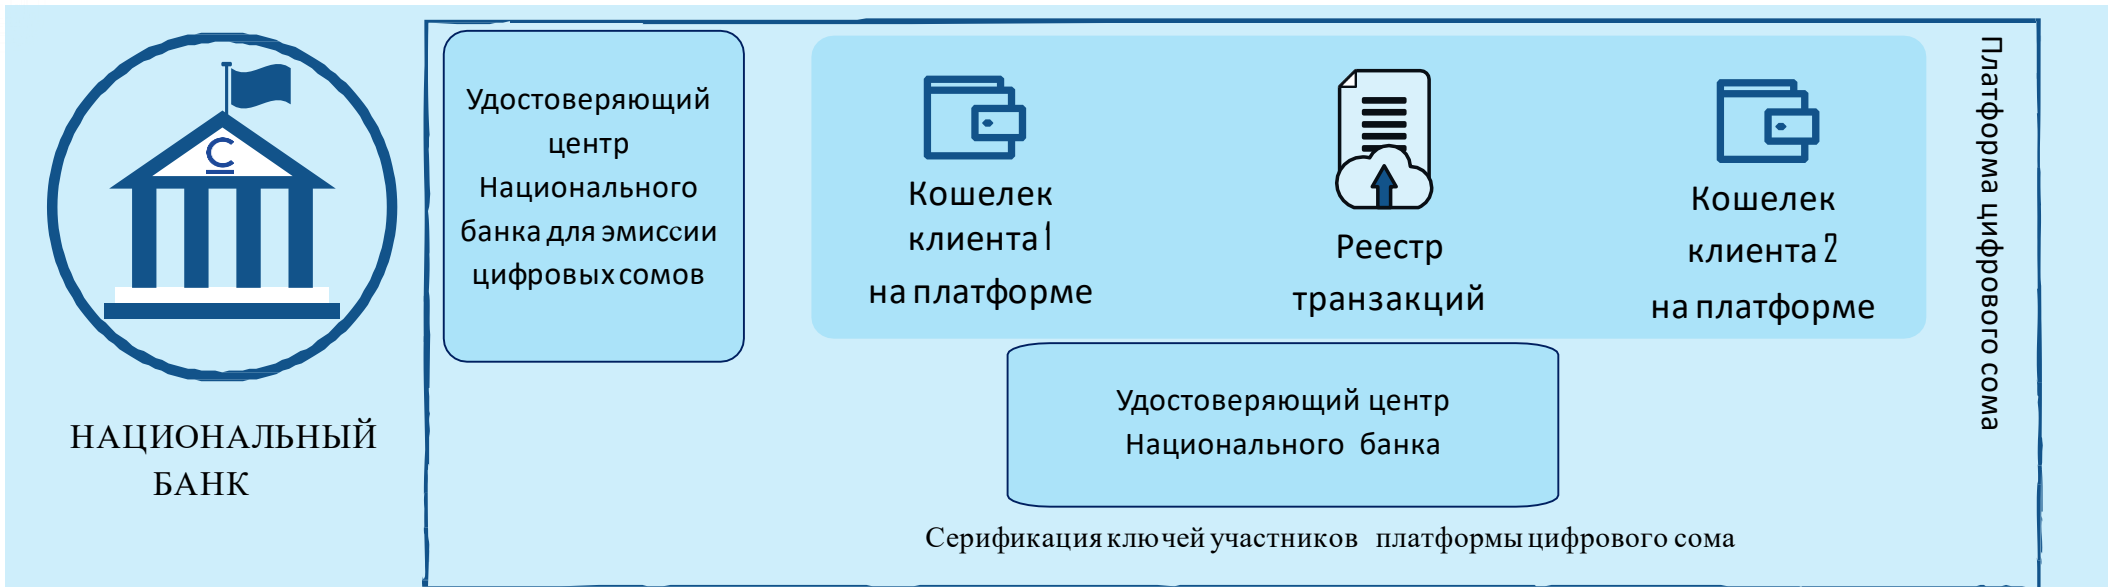 НАЦИОНАЛЬНЫЙ
БАНК
Удостоверяющий
центр
Национального
банка для эмиссии
цифровых сомов
Кошелек
клиента 1
на платформе
Реестр
транзакций
Кошелек
клиента 2
на платформе
Удостоверяющий центр
Национального банка
Серификация ключей участников платформы цифрового сома
Платформа цифрового сома